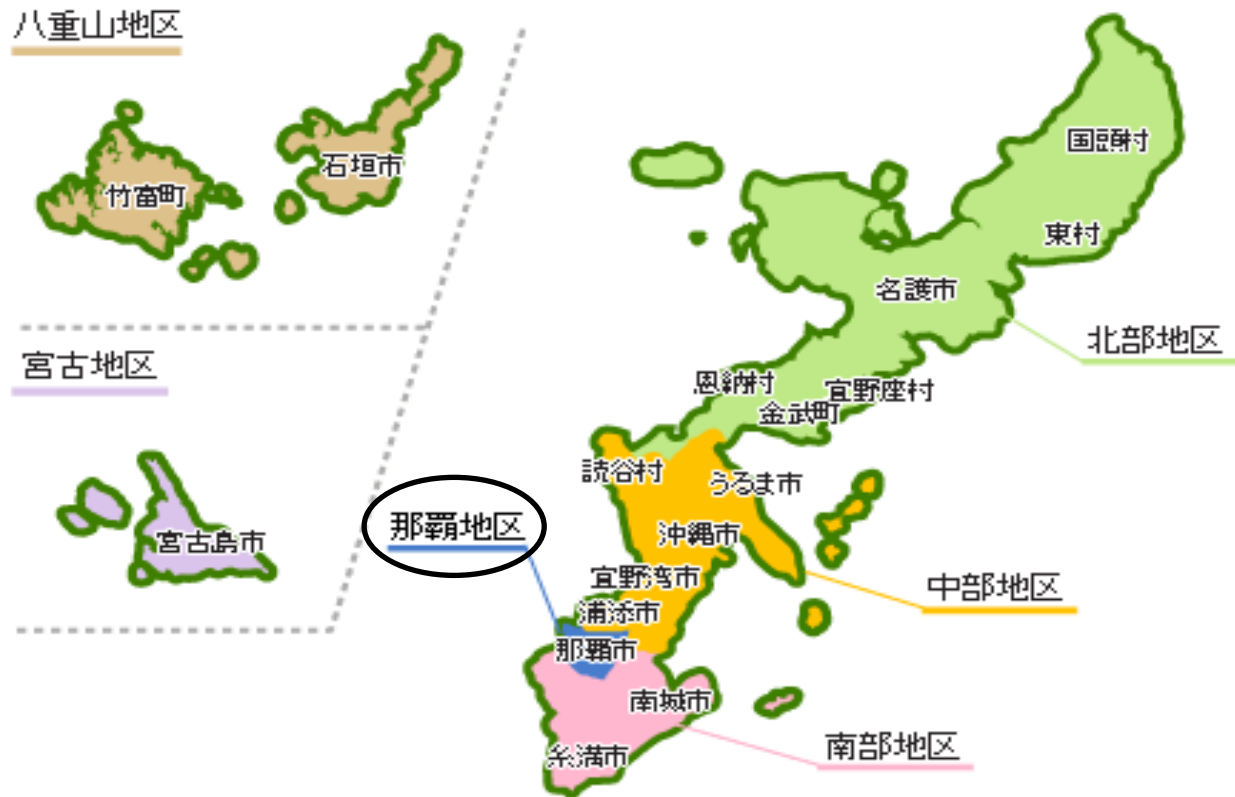 八重山地区
石垣市
竹富町
宮古地区
宮古島市
国頭村
東村
名護市
北部地区
恩納村
宜野座村
金武町
読谷村
うるま市
那覇地区
沖縄市
宜野湾市
中部地区
浦添市
那覇市
南城市
南部地区
糸満市